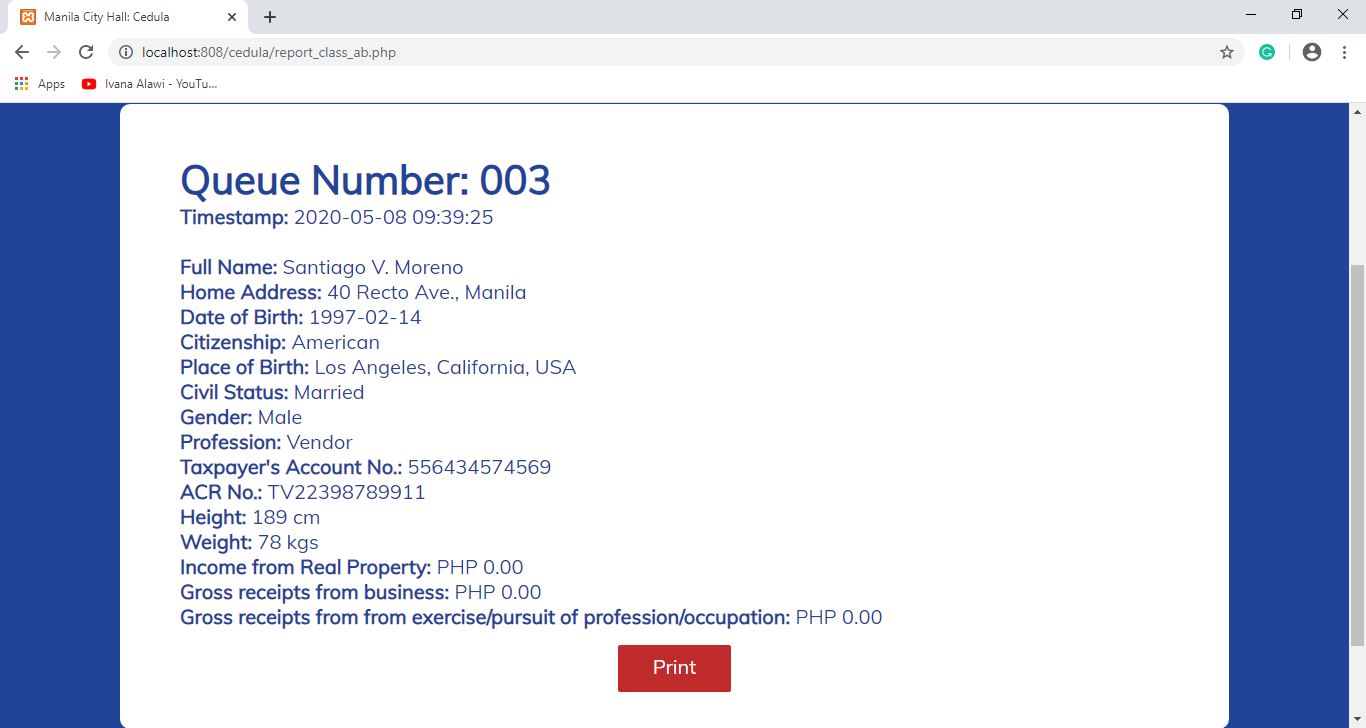 Manila City Hall: Cedula
localhost:808/cedula/report_class_ab.php
Apps
Ivana Alawi - YouTu...
Queue Number: 003
Timestamp: 2020-05-08 09:39:25
Full Name: Santiago V. Moreno
Home Address: 40 Recto Ave., Manila
Date of Birth: 1997-02-14
Citizenship: American
Place of Birth: Los Angeles, California, USA
Civil Status: Married
Gender: Male
Profession: Vendor
Taxpayer's Account No.: 556434574569
ACR No.: TV22398789911
Height: 189 cm
Weight: 78 kgs
Income from Real Property: PHP 0.00
Gross receipts from business: PHP 0.00
Gross receipts from from exercise/pursuit of profession/occupation: PHP 0.00
Print